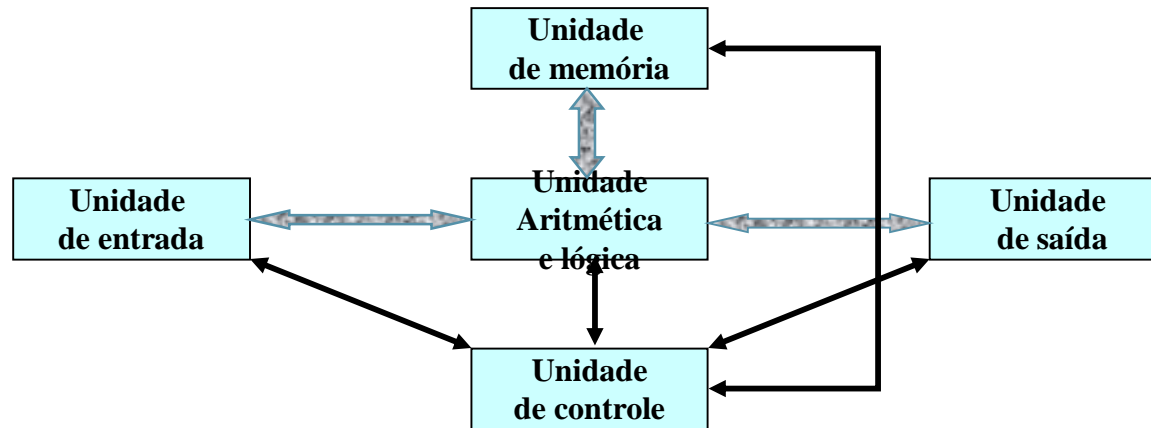 Unidade
de memória
Unidade
de entrada
Unidade
Aritmética
e lógica
Unidade
de saída
Unidade
de controle